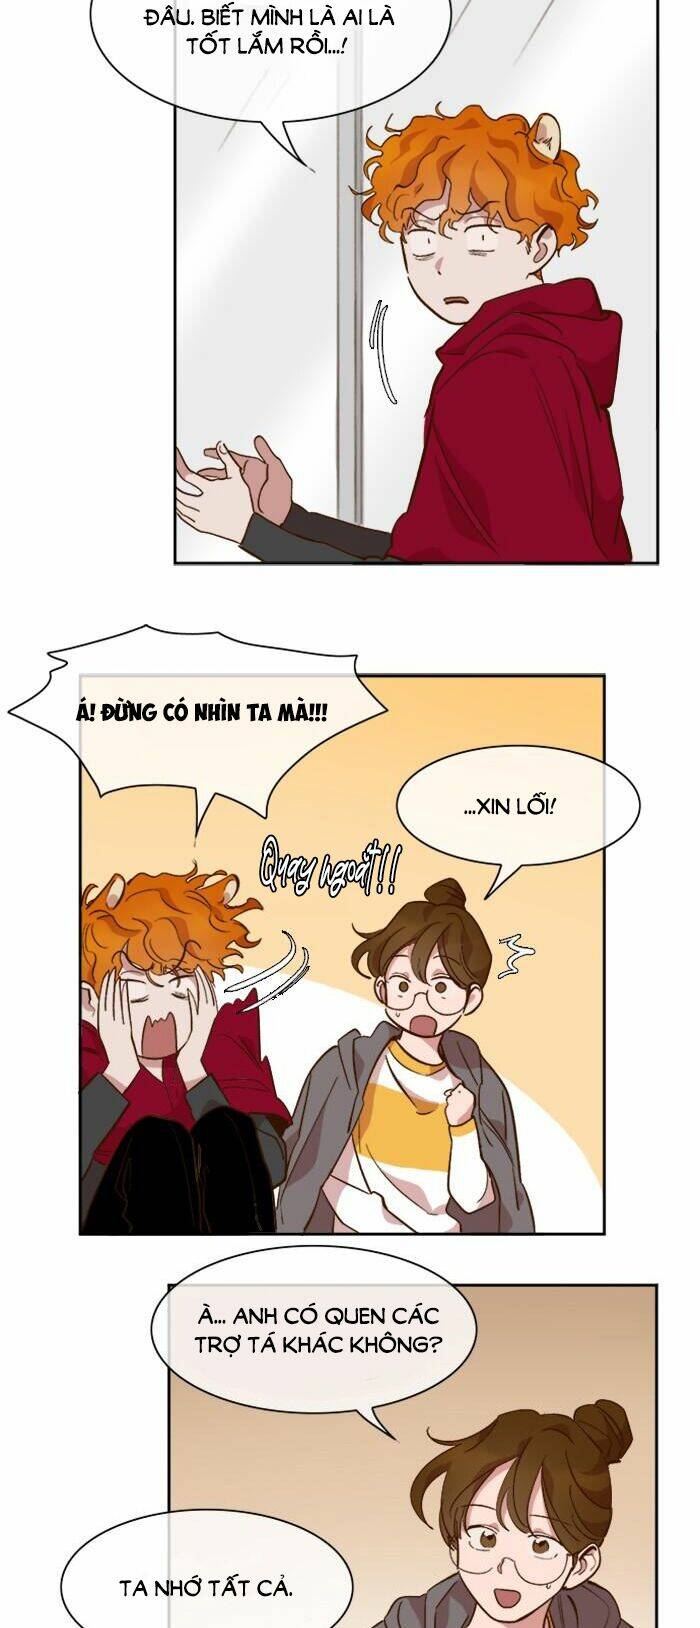 ĐÂU. BIẾT MÌNH LÀ AI LÀ
TỐT LẮM RỒI...!
Á! ĐỪNG CÓ NHÌN TA MÀ!!!
...XIN LỖI!
Quay ngoắt!!
À... ANH CÓ QUEN CÁC
TRỢ TÁ KHÁC KHÔNG?
TA NHỚ TẤT CẢ.